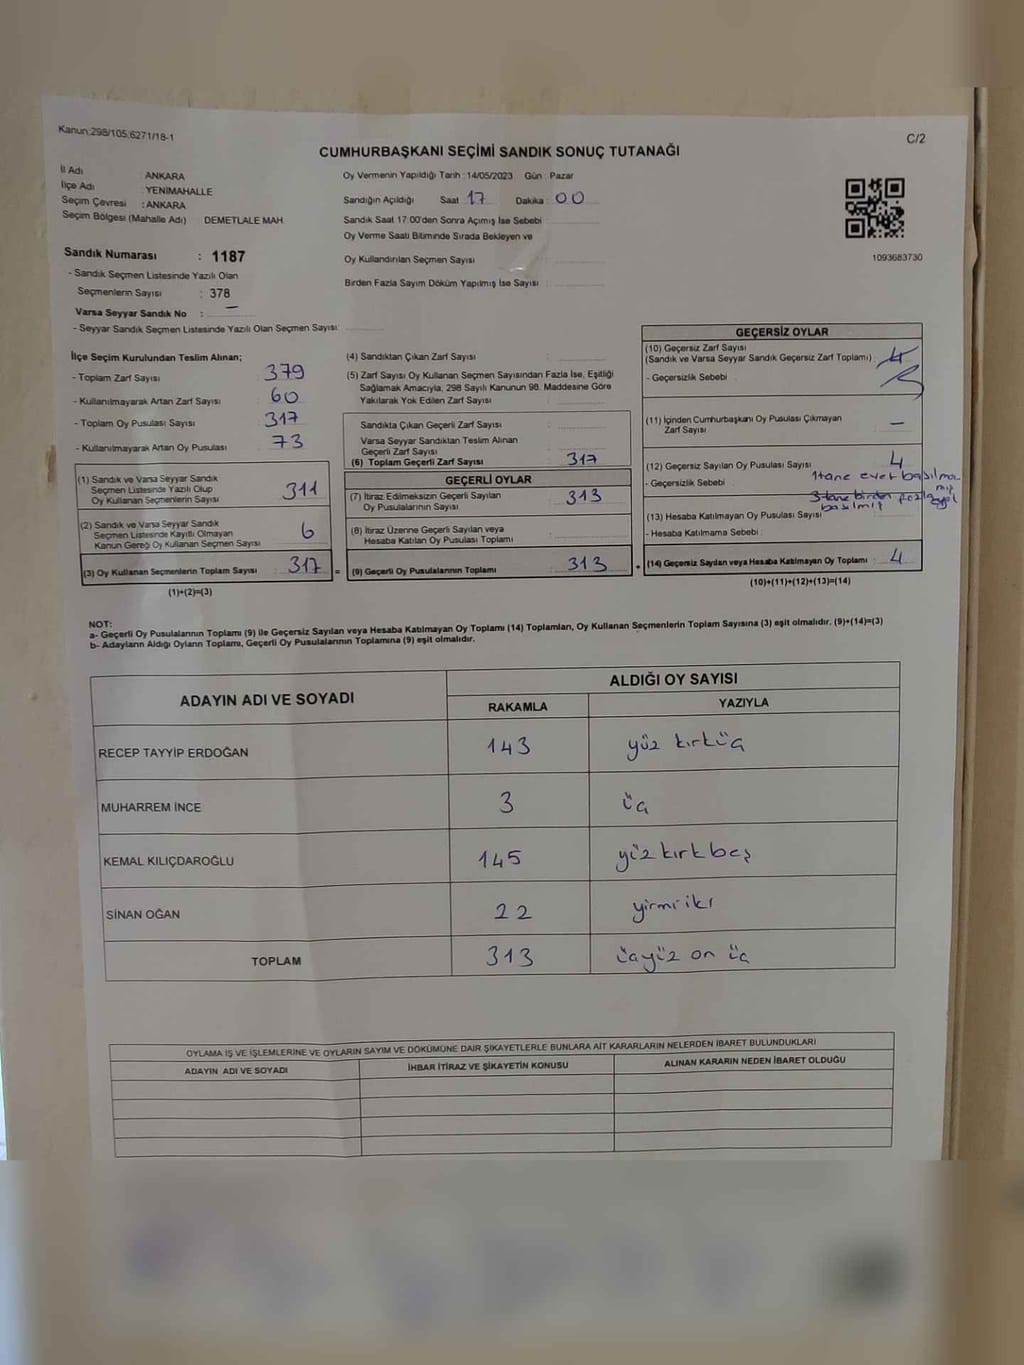 Kanun;298/105;6271/18-1
C/2
CUMHURBAŞKANI SEÇİMİ SANDIK SONUÇ TUTANAĞI
İl Adı ANKARA
İlçe Adı : YENİMAHALLE
Seçim Çevresi : ANKARA
Seçim Bölgesi (Mahalle Adı) DEMETLALE MAH.
Oy Vermenin Yapıldığı Tarih : 14/05/2023 Gün : Pazar
Sandığın Açıldığı Saat 17 Dakika : 00
Sandık Saat 17:00'den Sonra Açımış İse Sebebi
Oy Verme Saati Bitiminde Sırada Bekleyen ve
Oy Kullandırılan Seçmen Sayısı :
Birden Fazla Sayım Döküm Yapılmış İse Sayısı :
1093683730
Sandık Numarası : 1187
- Sandık Seçmen Listesinde Yazılı Olan
Seçmenlerin Sayısı : 378
Varsa Seyyar Sandık No : -
- Seyyar Sandık Seçmen Listesinde Yazılı Olan Seçmen Sayısı:
İlçe Seçim Kurulundan Teslim Alınan;
- Toplam Zarf Sayısı 379
- Kullanılmayarak Artan Zarf Sayısı : 60
- Toplam Oy Pusulası Sayısı : 317
- Kullanılmayarak Artan Oy Pusulası : 73
(1) Sandık ve Varsa Seyyar Sandık
Seçmen Listesinde Yazılı Olup
Oy Kullanan Seçmenlerin Sayısı : 311
(2) Sandık ve Varsa Seyyar Sandık
Seçmen Listesinde Kayıtlı Olmayan
Kanun Gereği Oy Kullanan Seçmen Sayısı : 6
(3) Oy Kullanan Seçmenlerin Toplam Sayısı : 317 =
(1)+(2)=(3)
(4) Sandıktan Çıkan Zarf Sayısı :
(5) Zarf Sayısı Oy Kullanan Seçmen Sayısından Fazla İse, Eşitliği
Sağlamak Amacıyla, 298 Sayılı Kanunun 98. Maddesine Göre
Yakılarak Yok Edilen Zarf Sayısı :
Sandıkta Çıkan Geçerli Zarf Sayısı :
Varsa Seyyar Sandıktan Teslim Alınan
Geçerli Zarf Sayısı :
(6) Toplam Geçerli Zarf Sayısı : 317
GEÇERLİ OYLAR
(7) İtiraz Edilmeksizin Geçerli Sayılan
Oy Pusulalarının Sayısı : 313
(8) İtiraz Üzerine Geçerli Sayılan veya
Hesaba Katılan Oy Pusulası Toplamı :
(9) Geçerli Oy Pusulalarının Toplamı : 313 +
GEÇERSİZ OYLAR
(10) Geçersiz Zarf Sayısı
(Sandık ve Varsa Seyyar Sandık Geçersiz Zarf Toplamı) :
- Geçersizlik Sebebi :
(11) İçinden Cumhurbaşkanı Oy Pusulası Çıkmayan
Zarf Sayısı : -
(12) Geçersiz Sayılan Oy Pusulası Sayısı : 4
- Geçersizlik Sebebi : 1 tane evet basılmamış
3 tane birden fazla
basılmış
(13) Hesaba Katılmayan Oy Pusulası Sayısı :
- Hesaba Katılmama Sebebi :
(14) Geçersiz Sayılan veya Hesaba Katılmayan Oy Toplamı : 4
(10)+(11)+(12)+(13)=(14)
NOT:
a- Geçerli Oy Pusulalarının Toplamı (9) ile Geçersiz Sayılan veya Hesaba Katılmayan Oy Toplamı (14) Toplamları, Oy Kullanan Seçmenlerin Toplam Sayısına (3) eşit olmalıdır. (9)+(14)=(3)
b- Adayların Aldığı Oyların Toplamı, Geçerli Oy Pusulalarının Toplamına (9) eşit olmalıdır.
ADAYIN ADI VE SOYADI ALDIĞI OY SAYISI
RAKAMLA YAZIYLA
RECEP TAYYİP ERDOĞAN 143 yüz kırküç
MUHARREM İNCE 3 üç
KEMAL KILIÇDAROĞLU 145 yüzkırkbeş
SİNAN OĞAN 22 yirmiiki
TOPLAM 313 üçyüz on üç
OYLAMA İŞ VE İŞLEMLERİNE VE OYLARIN SAYIM VE DÖKÜMÜNE DAİR ŞİKAYETLERLE BUNLARA AİT KARARLARIN NELERDEN İBARET BULUNDUKLARI
ADAYIN ADI VE SOYADI İHBAR İTİRAZ VE ŞİKAYETİN KONUSU ALINAN KARARIN NEDEN İBARET OLDUĞU